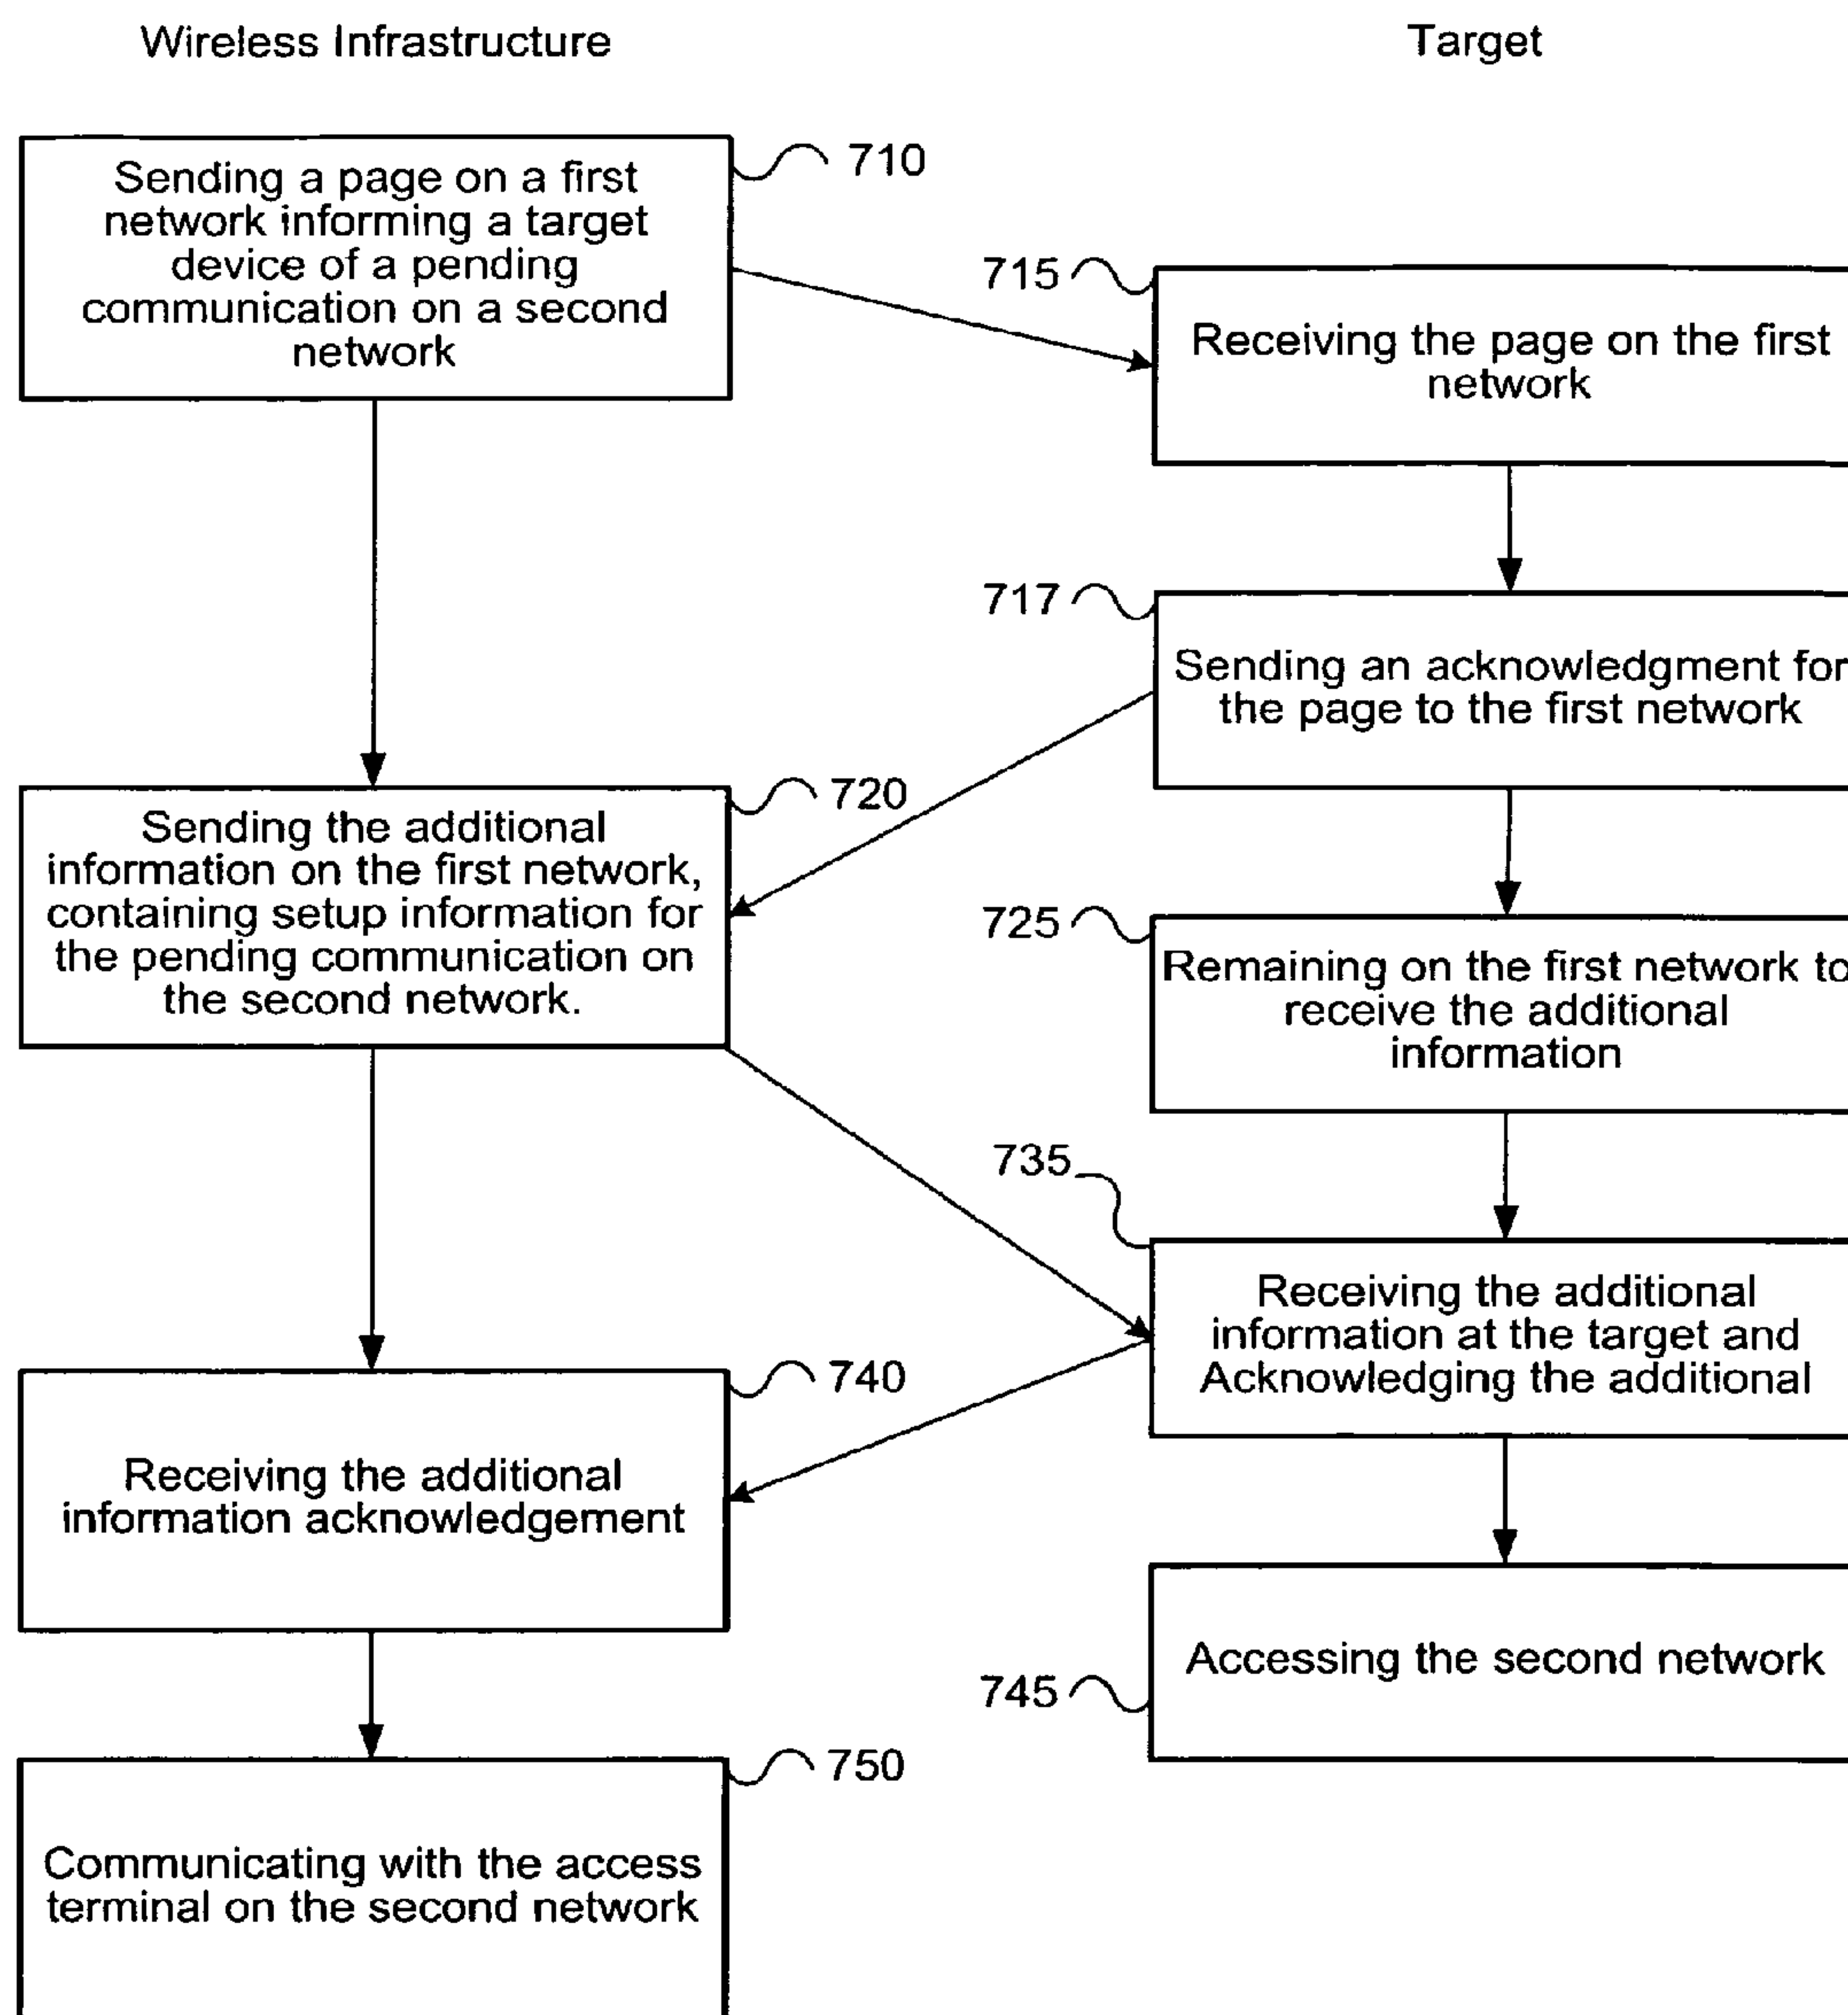 Wireless Infrastructure
Target
Sending a page on a first
network informing a target
device of a pending
communication on a second
network
710
715
Receiving the page on the first
network
717
Sending an acknowledgment for
the page to the first network
720
Sending the additional
information on the first network,
containing setup information for
the pending communication on
the second network.
725
Remaining on the first network to
receive the additional
information
735
Receiving the additional
information at the target and
Acknowledging the additional
740
Receiving the additional
information acknowledgement
745
Accessing the second network
750
Communicating with the access
terminal on the second network